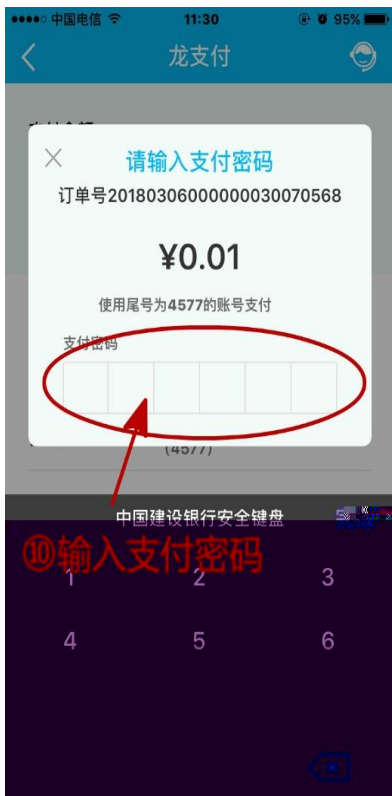 中国电信 11:30 95%
龙支付
请输入支付密码
订单号20180306000000030070568
¥0.01
使用尾号为4577的账号支付
支付密码
(4577)
中国建设银行安全键盘
⑩输入支付密码
1 2 3
4 5 6